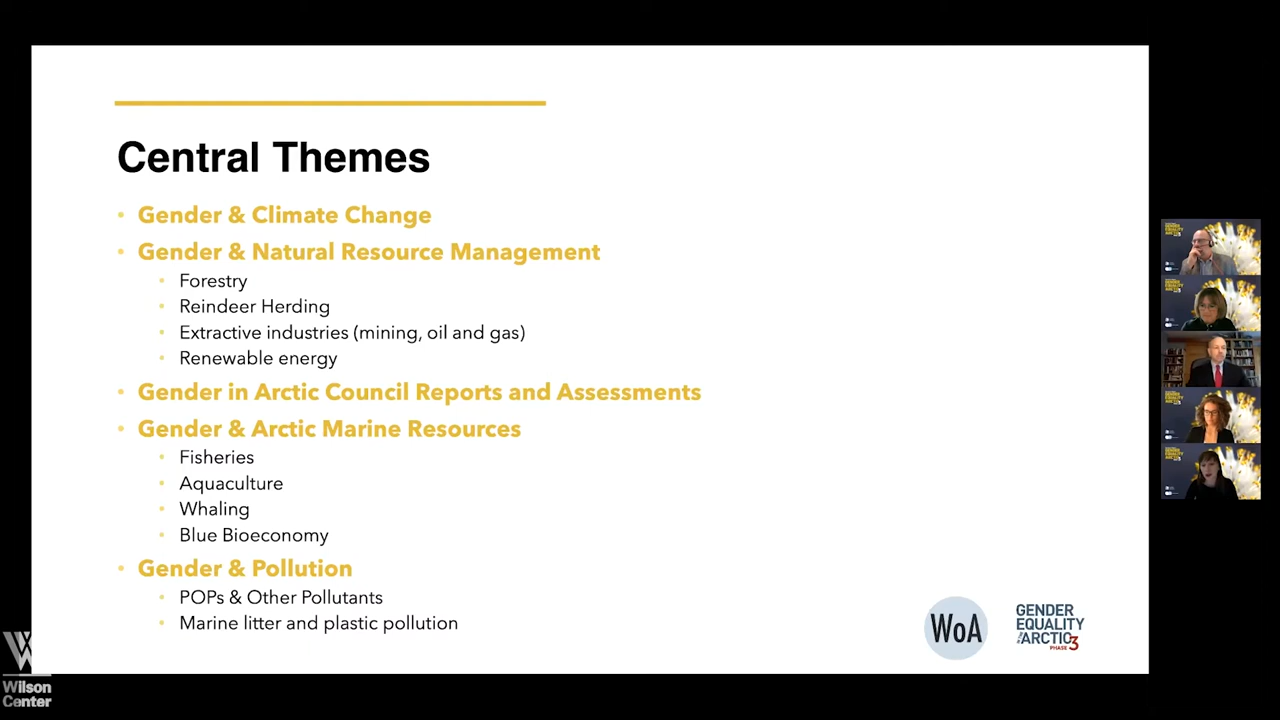 Central Themes
• Gender & Climate Change
• Gender & Natural Resource Management
• Forestry
• Reindeer Herding
• Extractive industries (mining, oil and gas)
• Renewable energy
• Gender in Arctic Council Reports and Assessments
• Gender & Arctic Marine Resources
• Fisheries
• Aquaculture
• Whaling
• Blue Bioeconomy
• Gender & Pollution
• POPs & Other Pollutants
• Marine litter and plastic pollution
WoA
GENDER
EQUALITY
IN THE ARCTIC
PHASE 3
Wilson
Center